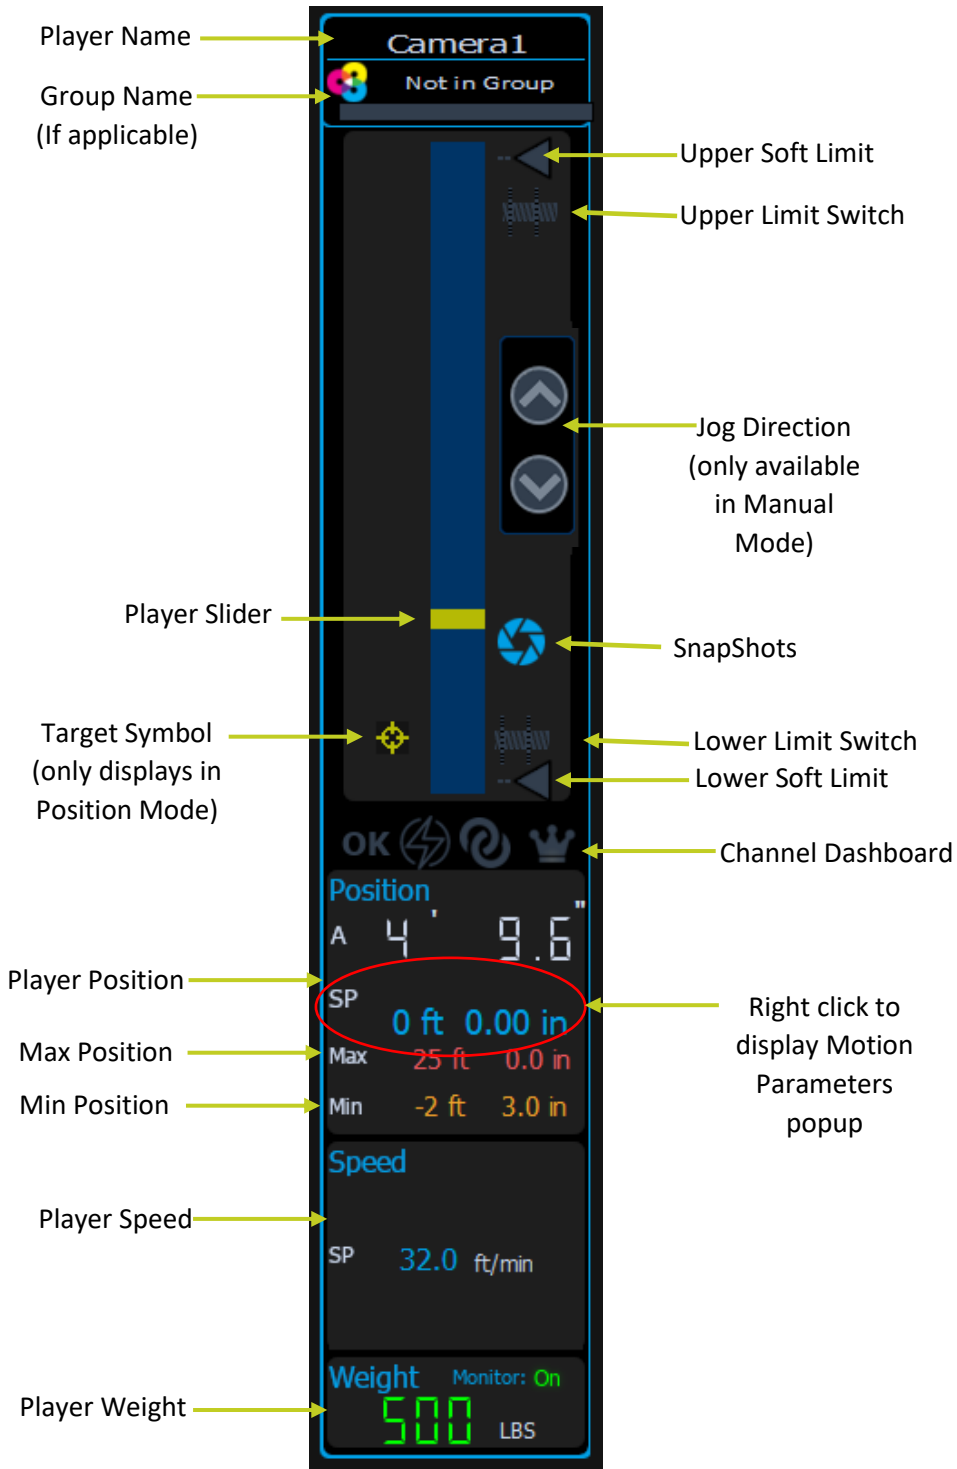 Player Name
Camera1
Group Name
(If applicable)
Not in Group
Upper Soft Limit
Upper Limit Switch
Jog Direction
(only available
in Manual
Mode)
Player Slider
SnapShots
Target Symbol
(only displays in
Position Mode)
Lower Limit Switch
Lower Soft Limit
OK
Channel Dashboard
Position
A 4 ' 9.6 "
Player Position
SP
0 ft 0.00 in
Right click to
display Motion
Parameters
popup
Max Position
Max 25 ft 0.0 in
Min Position
Min -2 ft 3.0 in
Speed
Player Speed
SP 32.0 ft/min
Weight Monitor: On
Player Weight
500 LBS